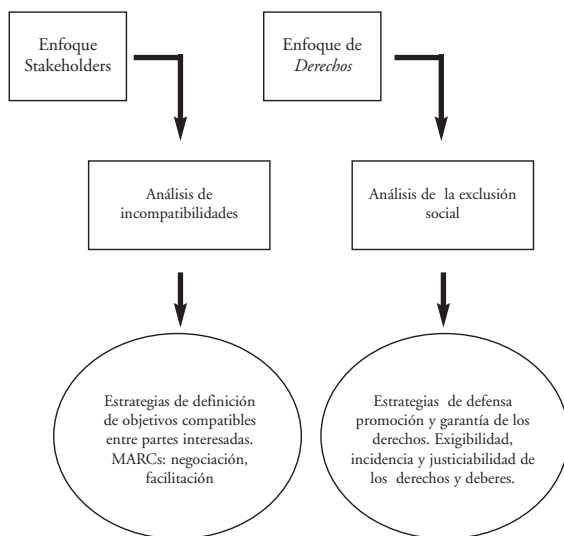 Enfoque
Stakeholders
Enfoque de
Derechos
Análisis de
incompatibilidades
Análisis de la exclusión
social
Estrategias de definición
de objetivos compatibles
entre partes interesadas.
MARCs: negociación,
facilitación
Estrategias de defensa
promoción y garantía de los
derechos. Exigibilidad,
incidencia y justiciabilidad de
los derechos y deberes.